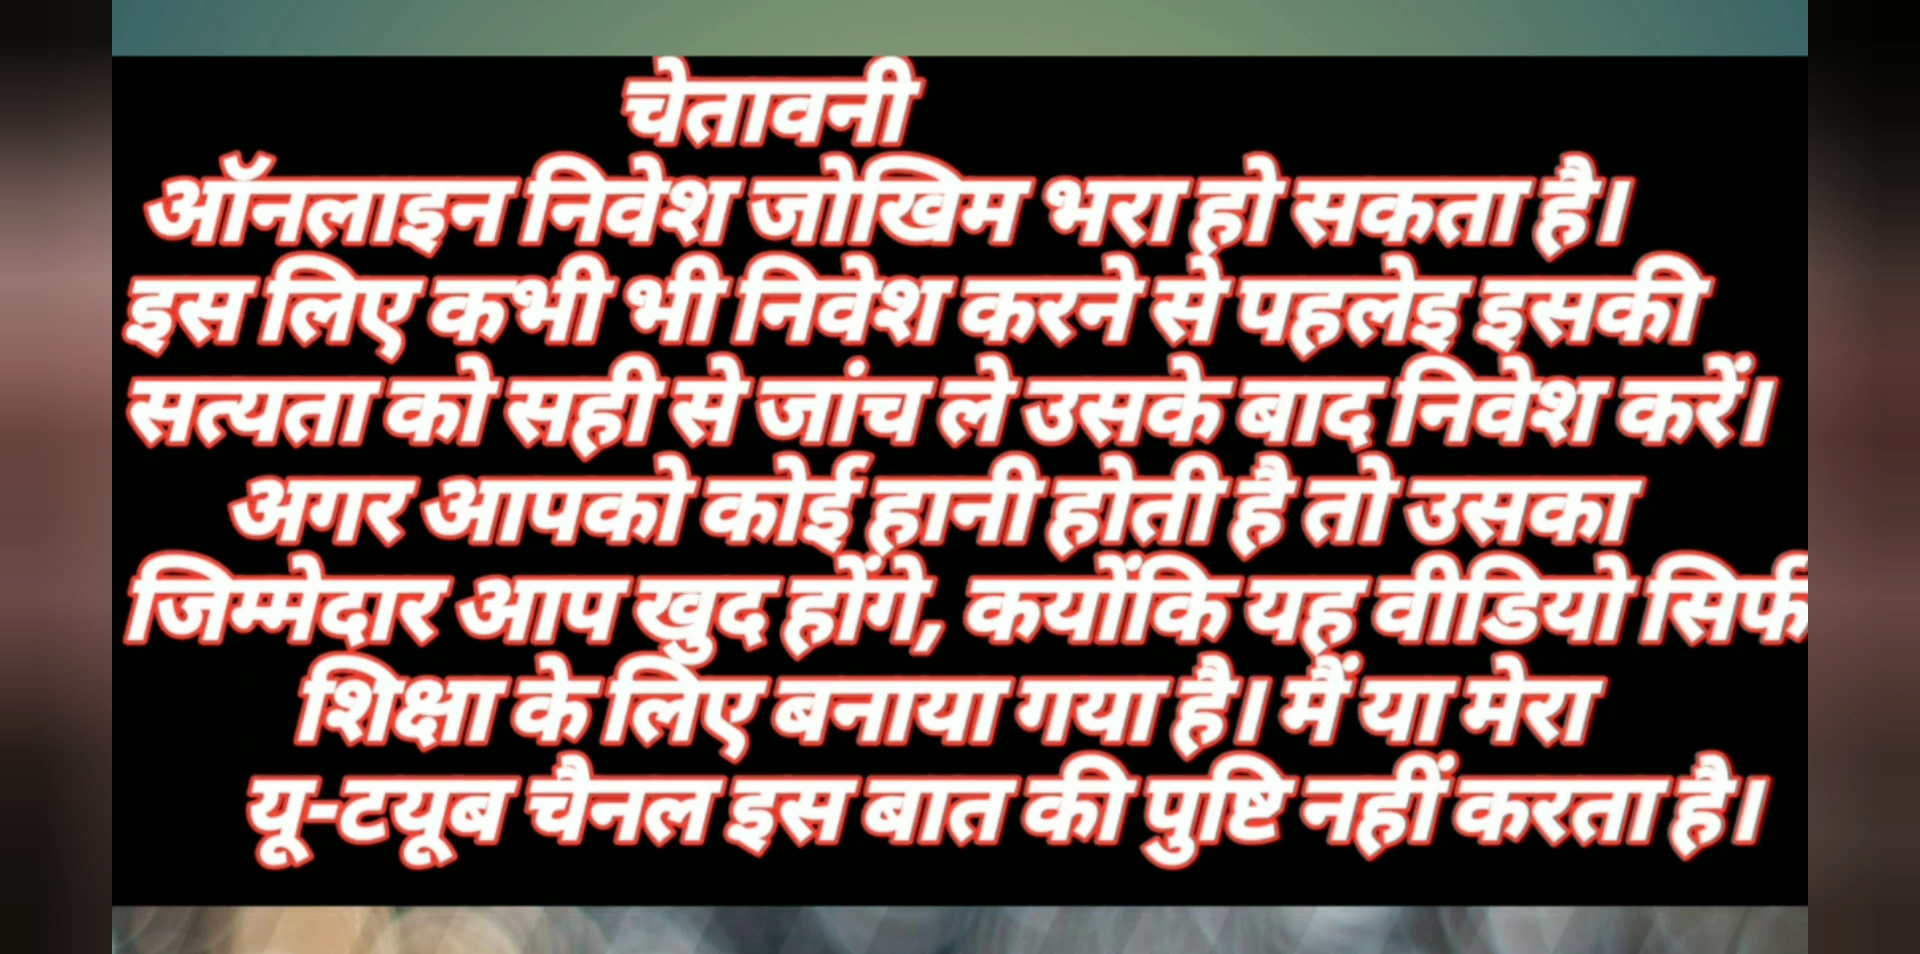 चेतावनी
ऑनलाइन निवेश जोखिम भरा हो सकता है।
इस लिए कभी भी निवेश करने से पहलेइ इसकी
सत्यता को सही से जांच ले उसके बाद निवेश करें।
अगर आपको कोई हानी होती है तो उसका
जिम्मेदार आप खुद होंगे, कयोंकि यह वीडियो सिर्फ
शिक्षा के लिए बनाया गया है। मैं या मेरा
यू-टयूब चैनल इस बात की पुष्टि नहीं करता है।